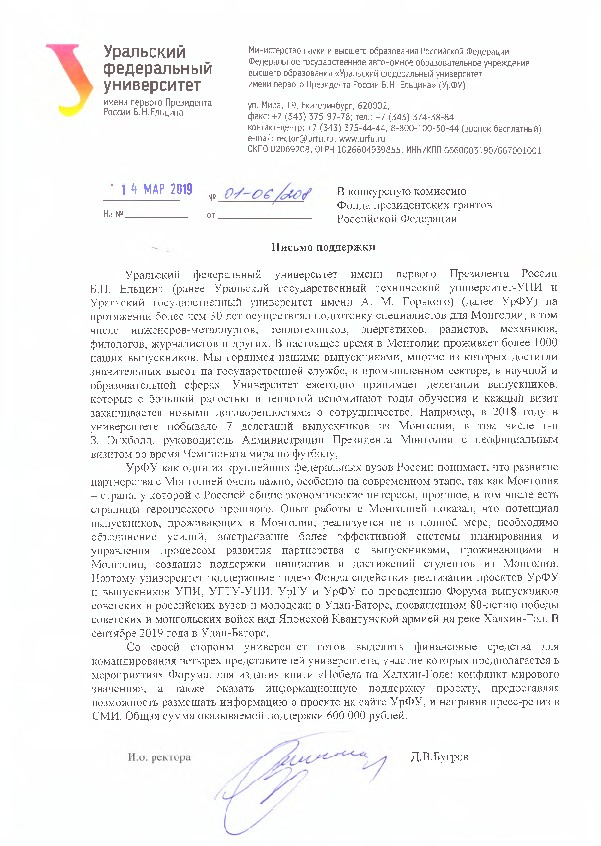 Уральский
федеральный
университет
имени первого Президента
России Б.Н.Ельцина
Министерство науки и высшего образования Российской Федерации
Федеральное государственное автономное образовательное учреждение
высшего образования «Уральский федеральный университет
имени первого Президента России Б.Н. Ельцина» (УрФУ)
ул. Мира, 19, Екатеринбург, 620002,
факс: +7 (343) 375-97-78; тел.: +7 (343) 374-38-84
контакт-центр: +7 (343) 375-44-44, 8-800-100-50-44 (звонок бесплатный)
e-mail: rector@urfu.ru, www.urfu.ru
ОКПО 02069208, ОГРН 1026604939855, ИНН/КПП 6660003190/667001001
14 МАР 2019 № 01-06/208
На № от
В конкурсную комиссию
Фонда президентских грантов
Российской Федерации
Письмо поддержки
Уральский федеральный университет имени первого Президента России
Б.Н. Ельцина (ранее Уральский государственный технический университет-УПИ и
Уральский государственный университет имени А. М. Горького) (далее УрФУ) на
протяжении более чем 30 лет осуществлял подготовку специалистов для Монголии, в том
числе инженеров-металлургов, теплотехников, энергетиков, радистов, механиков,
филологов, журналистов и других. В настоящее время в Монголии проживает более 1000
наших выпускников. Мы гордимся нашими выпускниками, многие из которых достигли
значительных высот на государственной службе, в промышленном секторе, в научной и
образовательной сферах. Университет ежегодно принимает делегации выпускников,
которые с большой радостью и теплотой вспоминают годы обучения и каждый визит
заканчивается новыми договоренностями о сотрудничестве. Например, в 2018 году в
университете побывало 7 делегаций выпускников из Монголии, в том числе г-н
З. Энхболд, руководитель Администрации Президента Монголии с неофициальным
визитом во время Чемпионата мира по футболу,
УрФУ как один из крупнейших федеральных вузов России понимает, что развитие
партнерства с Монголией очень важно, особенно на современном этапе, так как Монголия
– страна, у которой с Россией общие экономические интересы, прошлое, в том числе есть
страницы героического прошлого. Опыт работы с Монголией показал, что потенциал
выпускников, проживающих в Монголии, реализуется не в полной мере, необходимо
объединение усилий, выстраивание более эффективной системы планирования и
управления процессом развития партнерства с выпускниками, проживающими в
Монголии, создание поддержки инициатив и достижений студентов из Монголии.
Поэтому университет поддерживает идею Фонда содействия реализации проектов УрФУ
и выпускников УПИ, УГТУ-УПИ, УрГУ и УрФУ по проведению Форума выпускников
советских и российских вузов и молодежи в Улан-Баторе, посвященном 80-летию победы
советских и монгольских войск над Японской Квантунской армией на реке Халхин-Гол. В
сентябре 2019 года в Улан-Баторе.
Со своей стороны университет готов выделить финансовые средства для
командирования четырех представителей университета, участие которых предполагается в
мероприятиях Форума, для издания книги «Победа на Халхин-Голе: конфликт мирового
значения», а также оказать информационную поддержку проекту, предоставляя
возможность размещать информацию о проекте на сайте УрФУ, и направив пресс-релиз в
СМИ. Общая сумма оказываемой поддержки 600 000 рублей.
И.о. ректора Д.В.Бугров